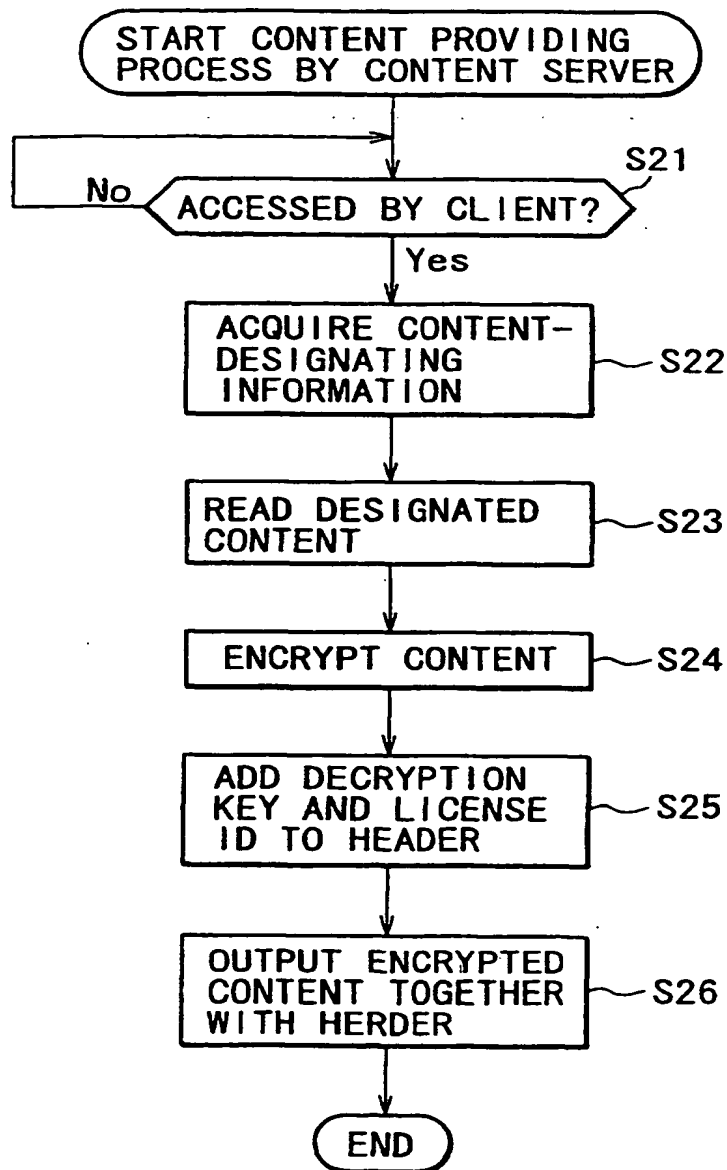 START CONTENT PROVIDING
PROCESS BY CONTENT SERVER
S21
No
ACCESSED BY CLIENT?
Yes
ACQUIRE CONTENT-
DESIGNATING
INFORMATION
S22
READ DESIGNATED
CONTENT
S23
ENCRYPT CONTENT
S24
ADD DECRYPTION
KEY AND LICENSE
ID TO HEADER
S25
OUTPUT ENCRYPTED
CONTENT TOGETHER
WITH HERDER
S26
END